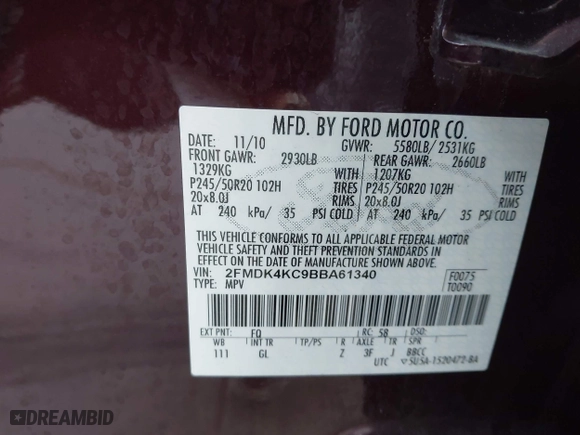 MFD. BY FORD MOTOR CO.
DATE: 11/10 GVWR: 5580LB/ 2531KG
FRONT GAWR: 2930LB REAR GAWR: 2660LB
1329KG WITH 1207KG WITH
P245/50R20 102H TIRES P245/50R20 102H TIRES
20x8.0J RIMS 20x8.0J RIMS
AT 240 kPa/ 35 PSI COLD AT 240 kPa/ 35 PSI COLD
THIS VEHICLE CONFORMS TO ALL APPLICABLE FEDERAL MOTOR
VEHICLE SAFETY AND THEFT PREVENTION STANDARDS IN
EFFECT ON THE DATE OF MANUFACTURE SHOWN ABOVE.
VIN: 2FMDK4KC9BBA61340 F0075
TYPE: MPV T0090
EXT PNT: FQ RC: 58 DSO:
WB INT TR TP/PS R AXLE TR SPR
111 GL Z 3F J BBCC
UTC 5U5A-1520472-BA
DREAMBID